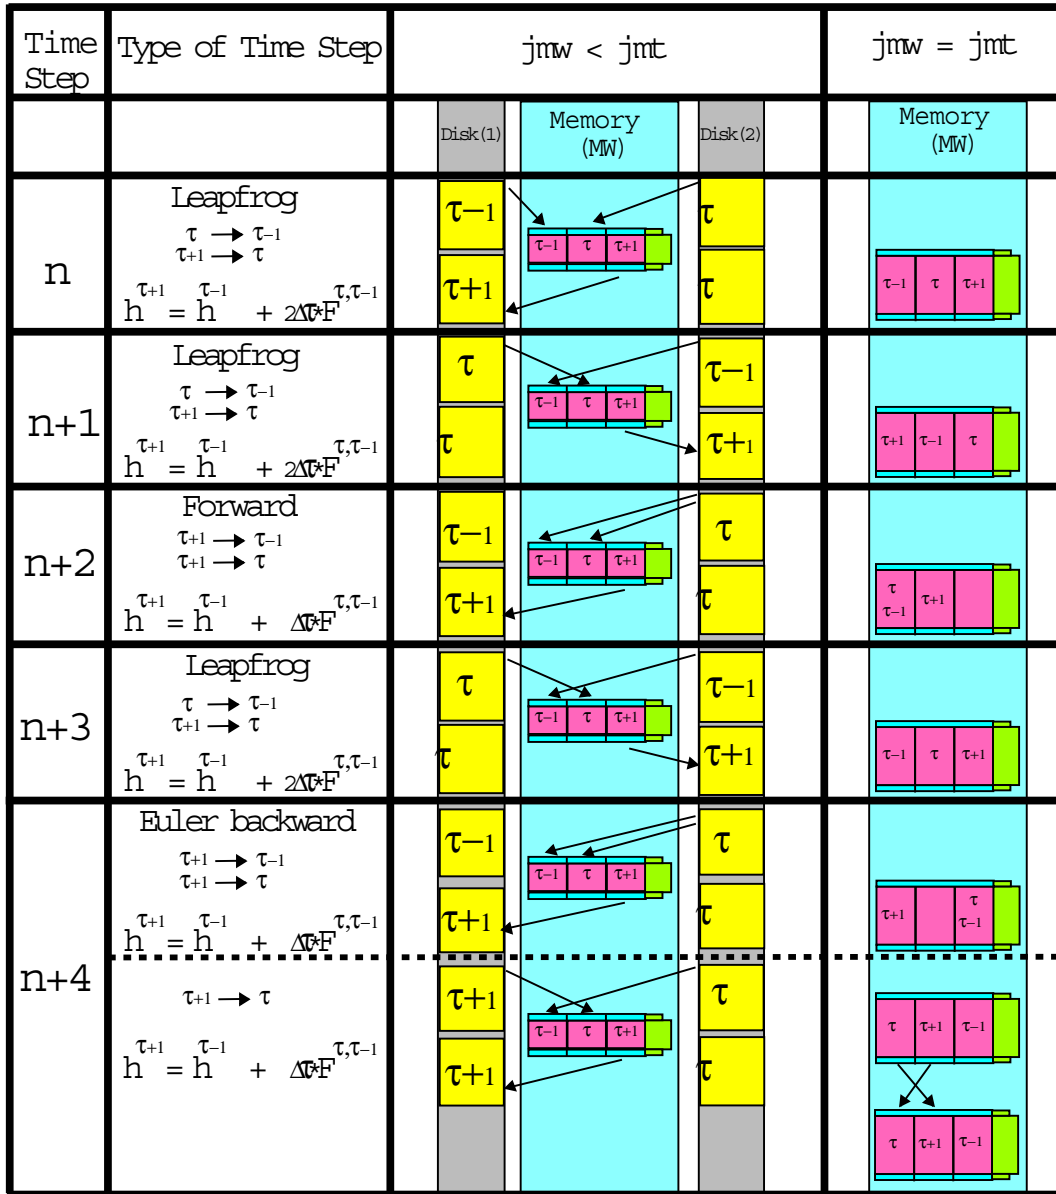 Time Step
Type of Time Step
jmw < jmt
jmw = jmt
Disk(1)
Memory (MW)
Disk(2)
Memory (MW)
n
Leapfrog
τ → τ−1
τ+1 → τ
h^τ+1 = h^τ−1 + 2Δτ*F^τ,τ−1
τ−1
τ+1
τ−1 τ τ+1
τ
τ
τ−1 τ τ+1
n+1
Leapfrog
τ → τ−1
τ+1 → τ
h^τ+1 = h^τ−1 + 2Δτ*F^τ,τ−1
τ
τ
τ−1 τ τ+1
τ−1
τ+1
τ+1 τ−1 τ
n+2
Forward
τ+1 → τ−1
τ+1 → τ
h^τ+1 = h^τ−1 + Δτ*F^τ,τ−1
τ−1
τ+1
τ−1 τ τ+1
τ
τ
τ
τ−1 τ+1
n+3
Leapfrog
τ → τ−1
τ+1 → τ
h^τ+1 = h^τ−1 + 2Δτ*F^τ,τ−1
τ
τ
τ−1 τ τ+1
τ−1
τ+1
τ−1 τ τ+1
n+4
Euler backward
τ+1 → τ−1
τ+1 → τ
h^τ+1 = h^τ−1 + Δτ*F^τ,τ−1
τ−1
τ+1
τ−1 τ τ+1
τ
τ
τ+1 τ
τ−1
τ+1 → τ
h^τ+1 = h^τ−1 + Δτ*F^τ,τ−1
τ+1
τ+1
τ−1 τ τ+1
τ
τ
τ τ+1 τ−1
τ τ+1 τ−1